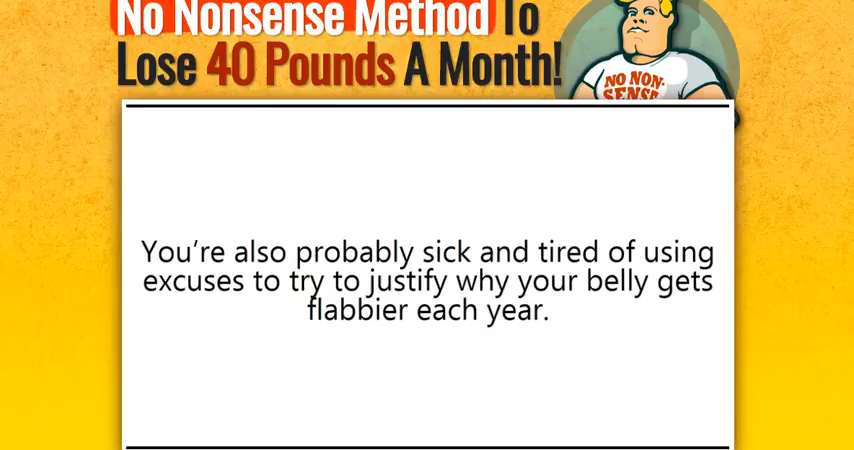 No Nonsense Method To
Lose 40 Pounds A Month!
NO NON-
SENSE
You’re also probably sick and tired of using
excuses to try to justify why your belly gets
flabbier each year.